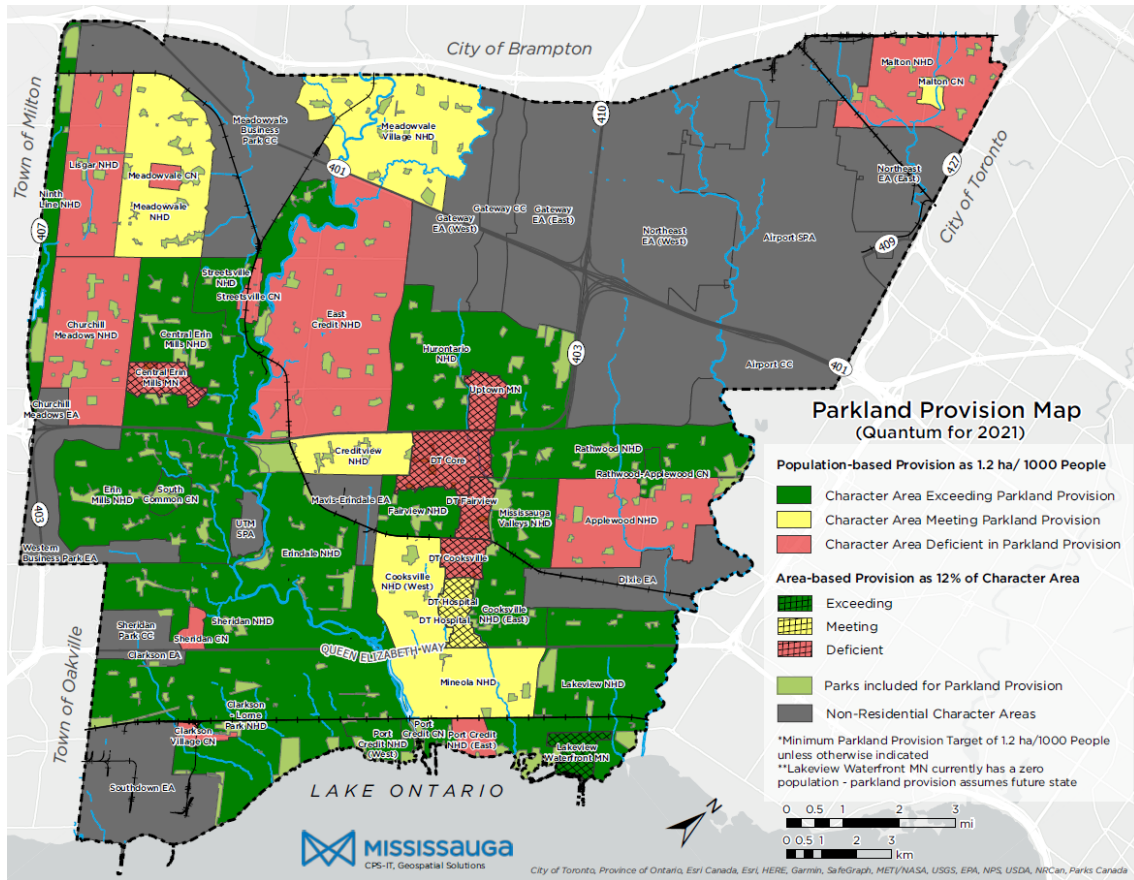 City of Brampton
Town of Milton
City of Toronto
Town of Oakville
Malton NHD
Malton CN
Meadowvale
Business
Park CC
Meadowvale
Village NHD
410
401
427
Lisgar NHD
Meadowvale CN
Meadowvale
NHD
Ninth
Line NHD
407
Northeast
EA (East)
Gateway CC
Gateway
EA (East)
Gateway
EA (West)
Northeast
EA (West)
Airport SPA
409
Streetsville
NHD
Streetsville CN
East
Credit NHD
Churchill
Meadows NHD
Central Erin
Mills NHD
Hurontario
NHD
403
401
Airport CC
Central Erin
Mills MN
Uptown MN
Churchill
Meadows EA
Creditview
NHD
DT Core
Rathwood NHD
Rathwood-Applewood CN
Erin
Mills NHD
South
Common CN
Mavis-Erindale EA
DT Fairview
Fairview NHD
Mississauga
Valleys NHD
Applewood NHD
403
UTM
SPA
Western
Business Park EA
Erindale NHD
DT Cooksville
Cooksville
NHD (West)
Dixie EA
DT Hospital
DT Hospital
Cooksville
NHD (East)
Sheridan
Park CC
Sheridan NHD
Sheridan CN
Clarkson EA
QUEEN ELIZABETH WAY
Mineola NHD
Lakeview NHD
Clarkson
- Lorne
Park NHD
Clarkson
Village CN
Port
Credit NHD
(West)
Port
Credit CN
Port Credit
NHD (East)
Lakeview
Waterfront MN
Southdown EA
LAKE ONTARIO
Parkland Provision Map
(Quantum for 2021)
Population-based Provision as 1.2 ha/ 1000 People
Character Area Exceeding Parkland Provision
Character Area Meeting Parkland Provision
Character Area Deficient in Parkland Provision
Area-based Provision as 12% of Character Area
Exceeding
Meeting
Deficient
Parks included for Parkland Provision
Non-Residential Character Areas
*Minimum Parkland Provision Target of 1.2 ha/1000 People
unless otherwise indicated
**Lakeview Waterfront MN currently has a zero
population - parkland provision assumes future state
N
0 0.5 1 2 3
mi
0 0.5 1 2 3
km
MISSISSAUGA
CPS-IT, Geospatial Solutions
City of Toronto, Province of Ontario, Esri Canada, Esri, HERE, Garmin, SafeGraph, METI/NASA, USGS, EPA, NPS, USDA, NRCan, Parks Canada